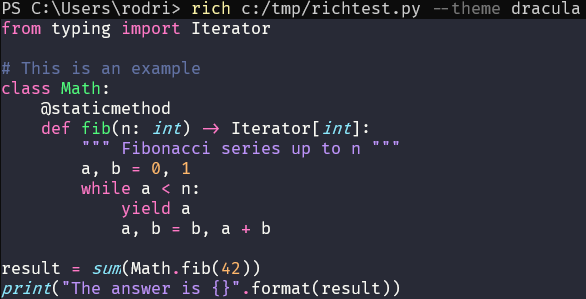 PS C:\Users\rodri> rich c:/tmp/richtest.py --theme dracula
from typing import Iterator

# This is an example
class Math:
    @staticmethod
    def fib(n: int) -> Iterator[int]:
        """ Fibonacci series up to n """
        a, b = 0, 1
        while a < n:
            yield a
            a, b = b, a + b

result = sum(Math.fib(42))
print("The answer is {}".format(result))